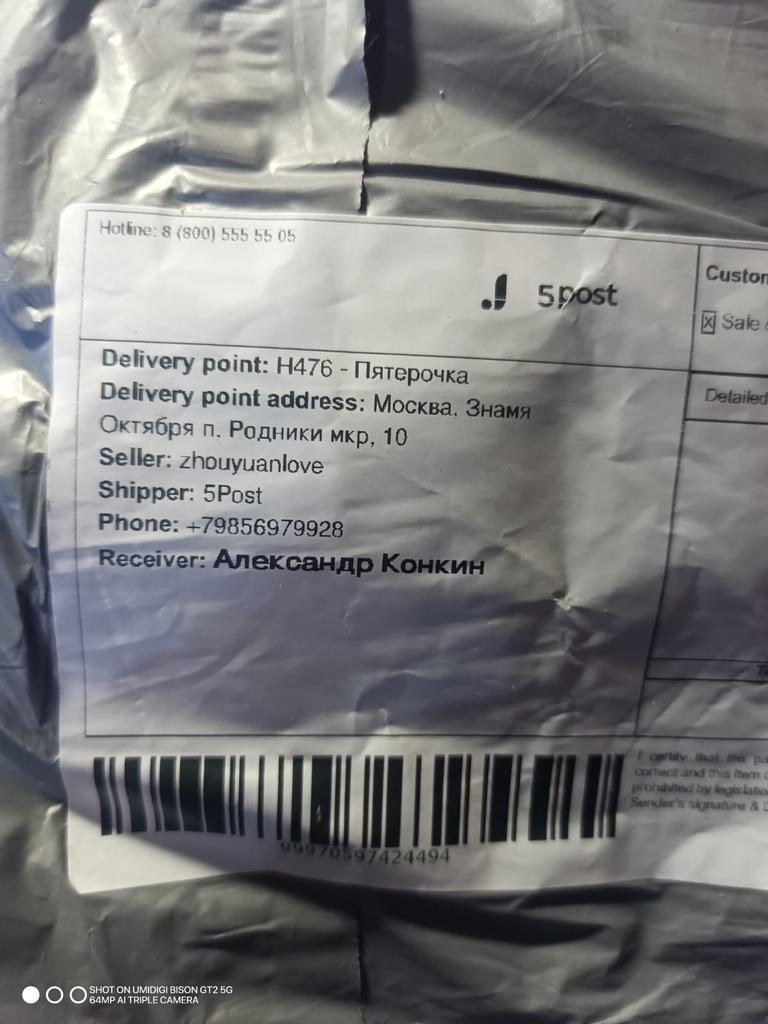 Hotline: 8 (800) 555 55 05
5post
Custom
Sale
Delivery point: H476 - Пятерочка
Delivery point address: Москва, Знамя
Октября п, Родники мкр, 10
Detailed
Seller: zhouyuanlove
Shipper: 5Post
Phone: +79856979928
Receiver: Александр Конкин
I certify that the pa
correct and this item
prohibited by legislatio
Sender's signature & D
99970597424494
SHOT ON UMIDIGI BISON GT2 5G
64MP AI TRIPLE CAMERA